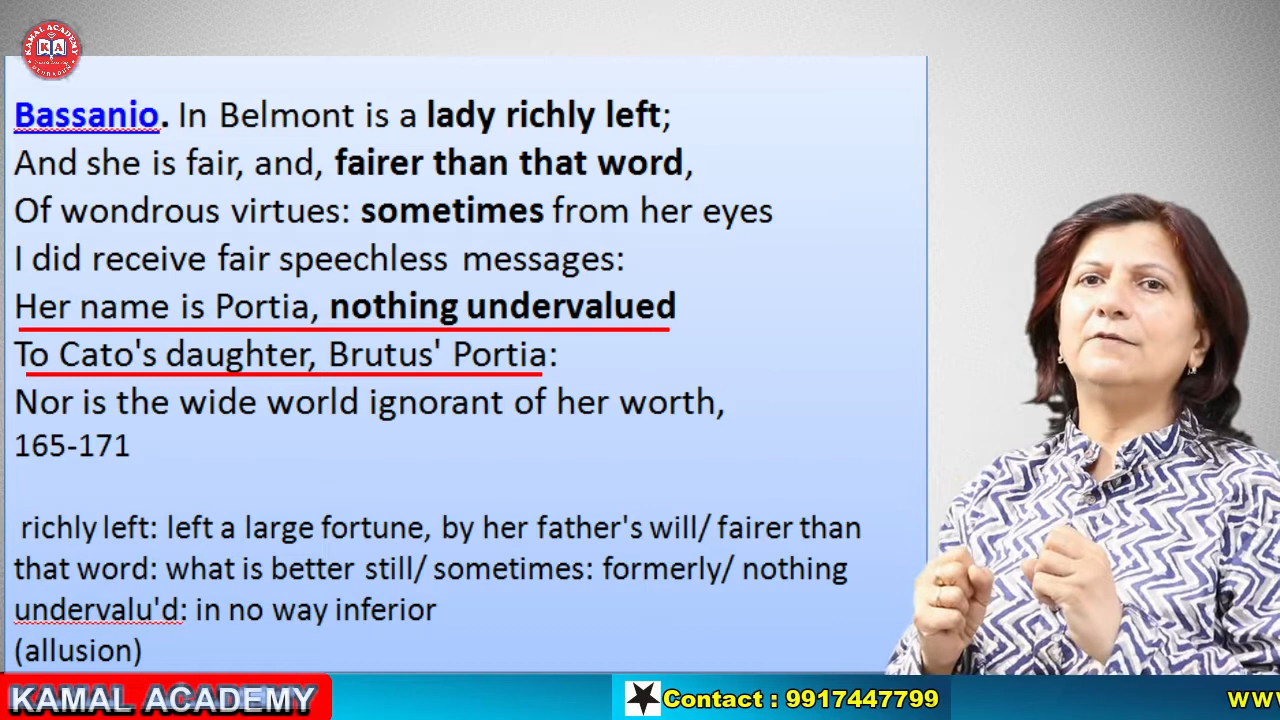 KAMAL ACADEMY
K A
DEHRADUN
Bassanio. In Belmont is a lady richly left;
And she is fair, and, fairer than that word,
Of wondrous virtues: sometimes from her eyes
I did receive fair speechless messages:
Her name is Portia, nothing undervalued
To Cato's daughter, Brutus' Portia:
Nor is the wide world ignorant of her worth,
165-171
richly left: left a large fortune, by her father's will/ fairer than
that word: what is better still/ sometimes: formerly/ nothing
undervalu'd: in no way inferior
(allusion)
KAMAL ACADEMY
Contact : 9917447799
ww